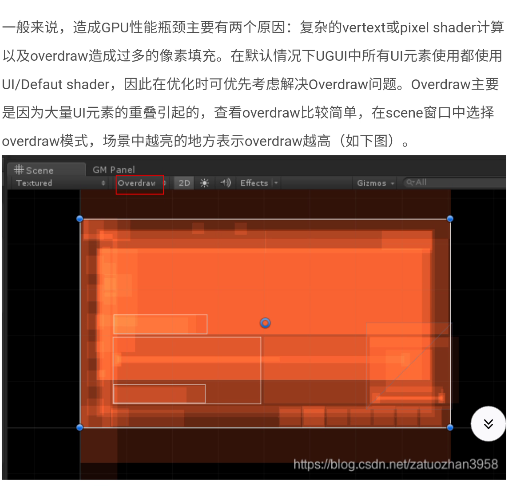 一般来说，造成GPU性能瓶颈主要有两个原因：复杂的vertext或pixel shader计算
以及overdraw造成过多的像素填充。在默认情况下UGUI中所有UI元素使用都使用
UI/Defaut shader，因此在优化时可优先考虑解决Overdraw问题。Overdraw主要
是因为大量UI元素的重叠引起的，查看overdraw比较简单，在scene窗口中选择
overdraw模式，场景中越亮的地方表示overdraw越高（如下图）。
Scene GM Panel
Textured Overdraw 2D Effects Gizmos All
https://blog.csdn.net/zatuozhan3958